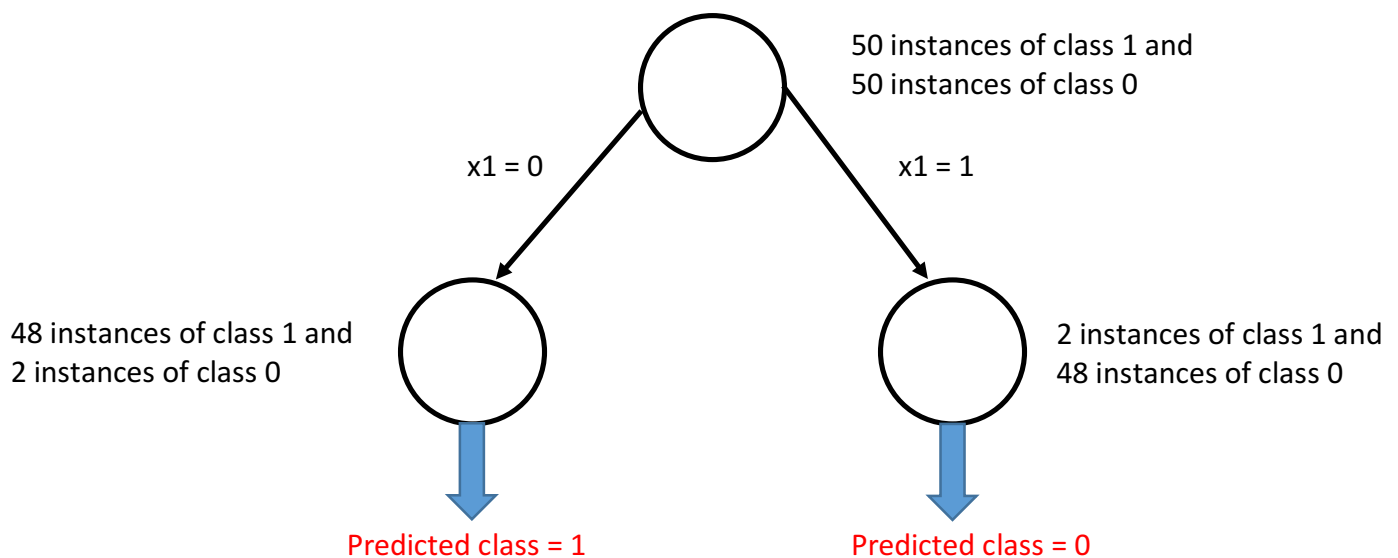 50 instances of class 1 and
50 instances of class 0
x1 = 0
x1 = 1
48 instances of class 1 and
2 instances of class 0
2 instances of class 1 and
48 instances of class 0
Predicted class = 1
Predicted class = 0